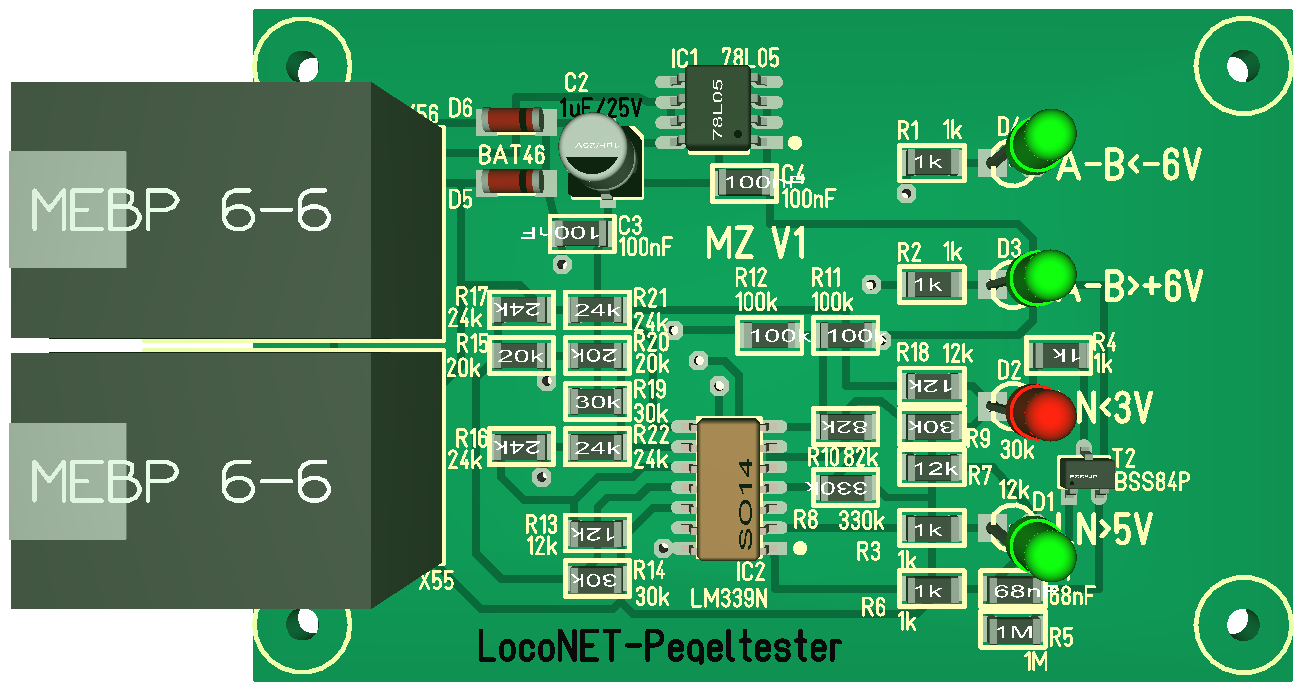 IC1 78L05
78L05
C2
1uF/25V
1µF/25V
D6
BAT46
D5
X56
MEBP 6-6
C3
100nF
100nF
C4
100nF
100nF
MZ V1
R1 1k
1k
D4
A-B<-6V
R2 1k
1k
D3
A-B>+6V
R12
100k
100k
R11
100k
100k
R17
24k
24k
R21
24k
24k
R15
20k
20k
R20
20k
20k
R19
30k
30k
R16
24k
24k
R22
24k
24k
R18 12k
12k
D2
R4
1k
1k
N<3V
R9
30k
30k
R10 82k
82k
R7
12k
12k
T2
BSS84P
R8
330k
330k
D1
N>5V
R3
1k
1k
R13
12k
12k
R14
30k
30k
SO14
IC2
LM339N
R6
1k
1k
68nF
68nF
R5
1M
1M
MEBP 6-6
X55
LocoNET-Pegeltester